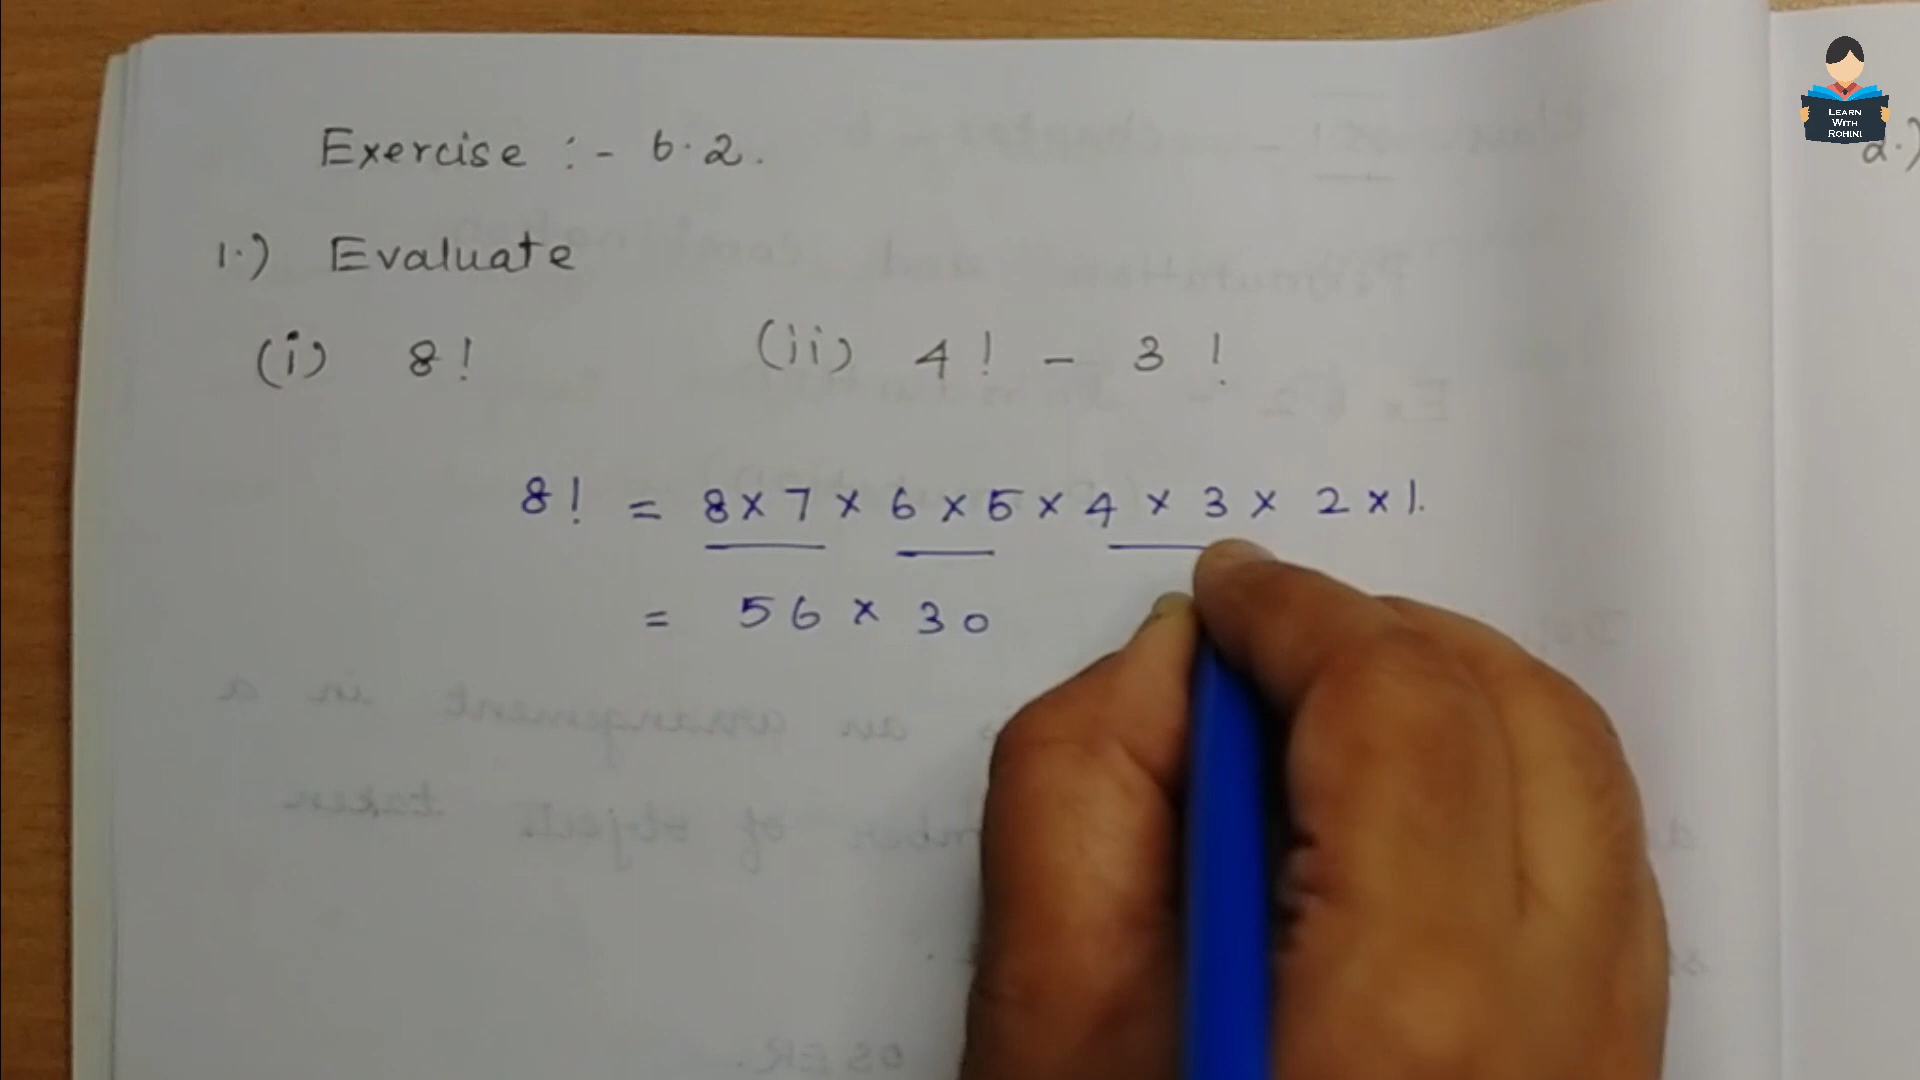 LEARN
WITH
ROHINI
Exercise :- 6.2.
2.)
1.) Evaluate
(i) 8! (ii) 4! - 3!
8! = 8 x 7 x 6 x 5 x 4 x 3 x 2 x 1.
= 56 x 30